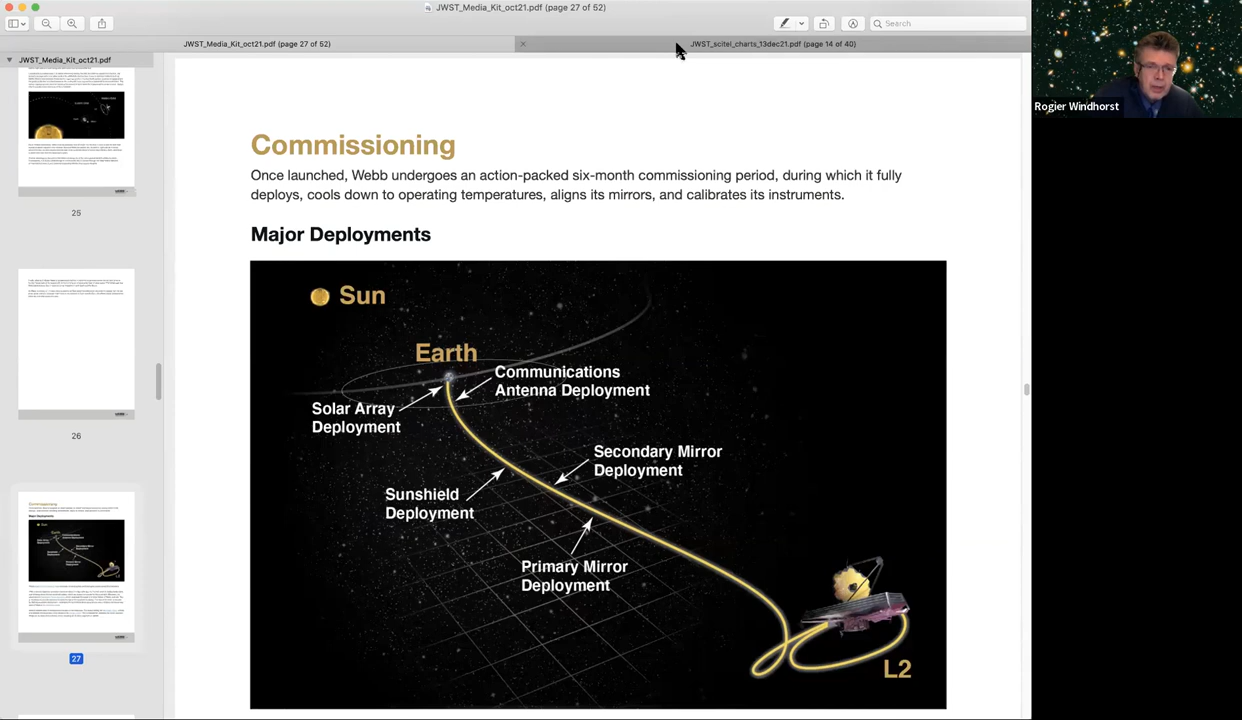 JWST_Media_Kit_oct21.pdf (page 27 of 52)
Search
JWST_Media_Kit_oct21.pdf (page 27 of 52)
JWST_scitel_charts_13dec21.pdf (page 14 of 40)
JWST_Media_Kit_oct21.pdf
25
26
27
Commissioning
Once launched, Webb undergoes an action-packed six-month commissioning period, during which it fully
deploys, cools down to operating temperatures, aligns its mirrors, and calibrates its instruments.
Major Deployments
Sun
Earth
Communications
Antenna Deployment
Solar Array
Deployment
Secondary Mirror
Deployment
Sunshield
Deployment
Primary Mirror
Deployment
L2
Rogier Windhorst